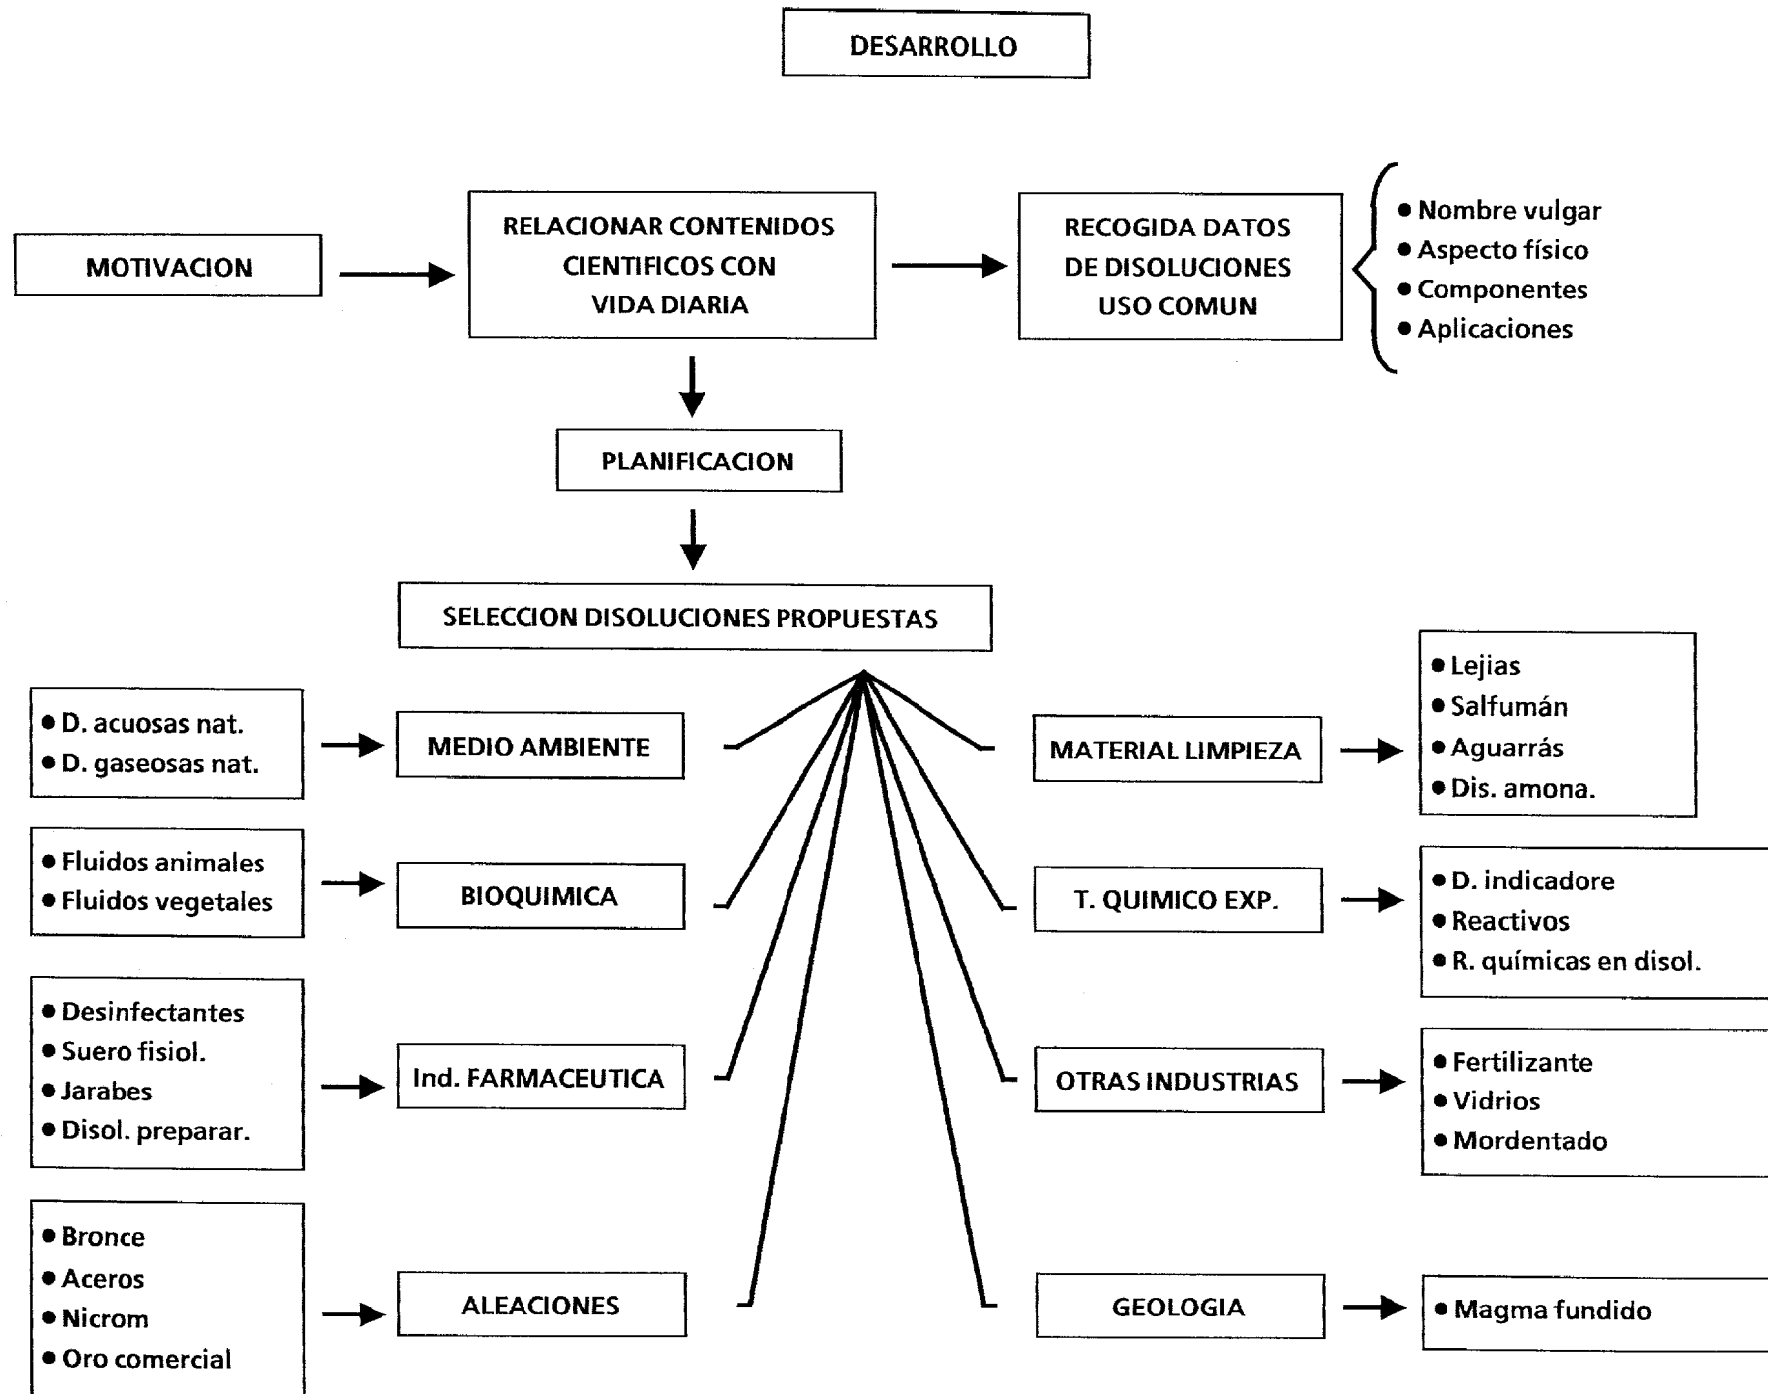 DESARROLLO
MOTIVACION
RELACIONAR CONTENIDOS
CIENTIFICOS CON
VIDA DIARIA
RECOGIDA DATOS
DE DISOLUCIONES
USO COMUN
● Nombre vulgar
● Aspecto físico
● Componentes
● Aplicaciones
PLANIFICACION
SELECCION DISOLUCIONES PROPUESTAS
● D. acuosas nat.
● D. gaseosas nat.
MEDIO AMBIENTE
MATERIAL LIMPIEZA
● Lejias
● Salfumán
● Aguarrás
● Dis. amona.
● Fluidos animales
● Fluidos vegetales
BIOQUIMICA
T. QUIMICO EXP.
● D. indicadore
● Reactivos
● R. químicas en disol.
● Desinfectantes
● Suero fisiol.
● Jarabes
● Disol. preparar.
Ind. FARMACEUTICA
OTRAS INDUSTRIAS
● Fertilizante
● Vidrios
● Mordentado
● Bronce
● Aceros
● Nicrom
● Oro comercial
ALEACIONES
GEOLOGIA
● Magma fundido